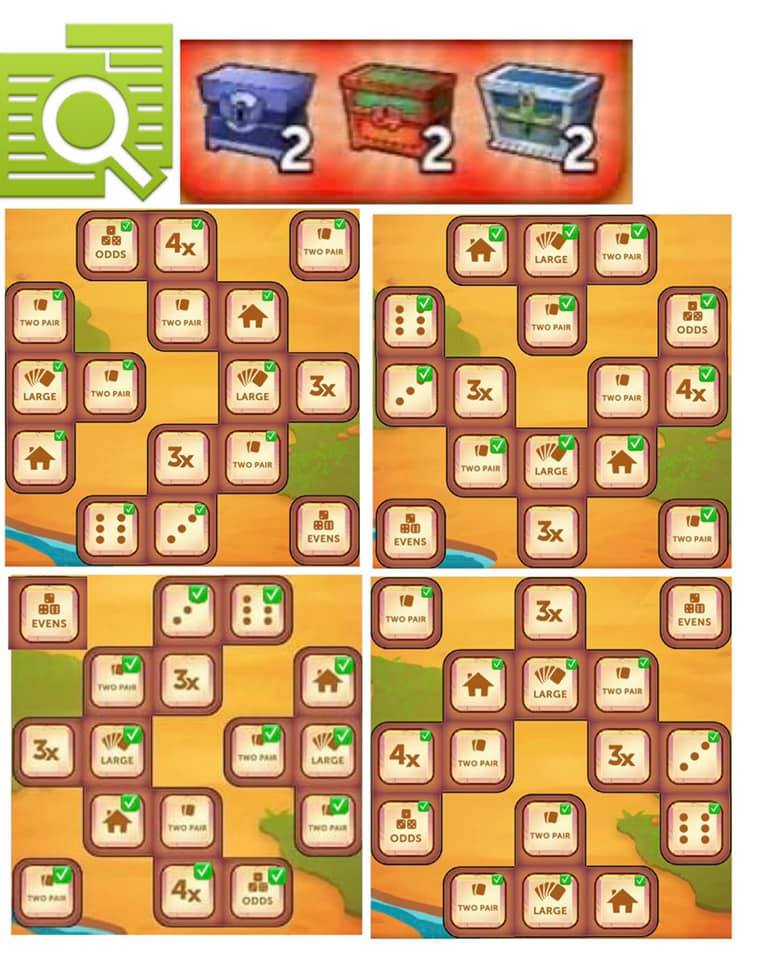 2 2 2
ODDS 4x TWO PAIR
TWO PAIR TWO PAIR
LARGE TWO PAIR LARGE 3x
3x TWO PAIR
EVENS
LARGE TWO PAIR
TWO PAIR ODDS
3x TWO PAIR 4x
TWO PAIR LARGE
EVENS 3x TWO PAIR
EVENS
TWO PAIR 3x
3x LARGE TWO PAIR LARGE
TWO PAIR TWO PAIR
TWO PAIR 4x ODDS
TWO PAIR 3x EVENS
LARGE TWO PAIR
4x TWO PAIR 3x
ODDS TWO PAIR
TWO PAIR LARGE